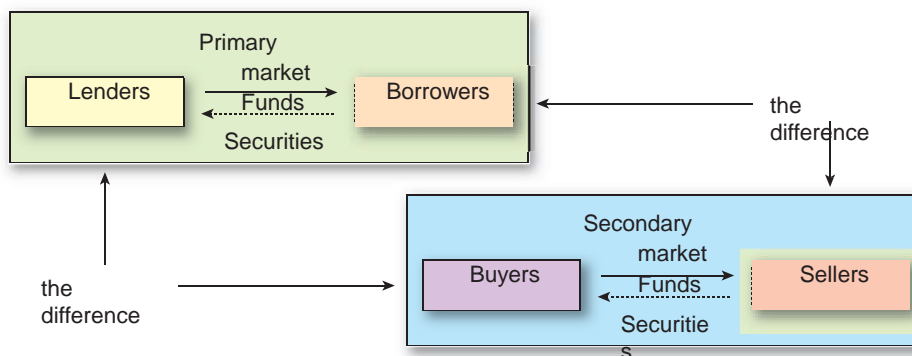 Primary
market
Lenders
Funds
Borrowers
Securities
the
difference
Secondary
market
Buyers
Funds
Sellers
Securitie
s
the
difference